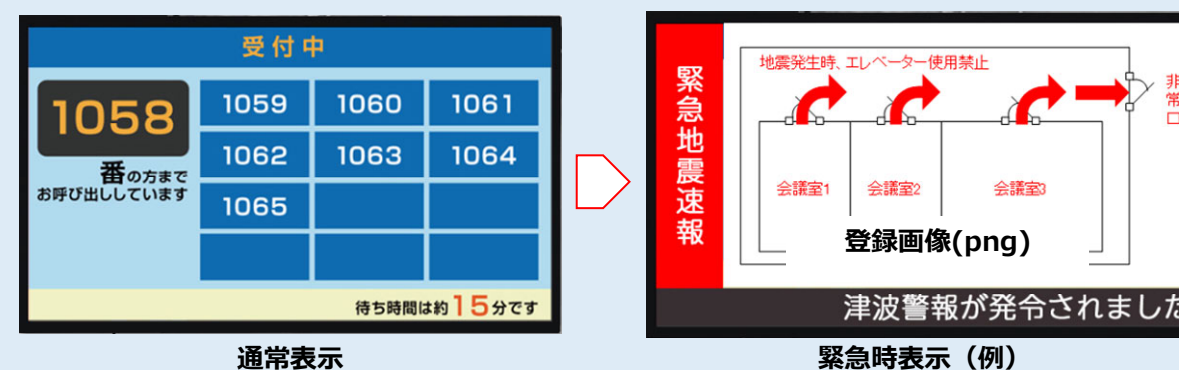 受付中
1058
番の方まで
お呼び出ししています
1059 1060 1061
1062 1063 1064
1065
待ち時間は約15分です
通常表示
緊急地震速報
地震発生時、エレベーター使用禁止
非常口
会議室1 会議室2 会議室3
登録画像(png)
津波警報が発令されました
緊急時表示（例）